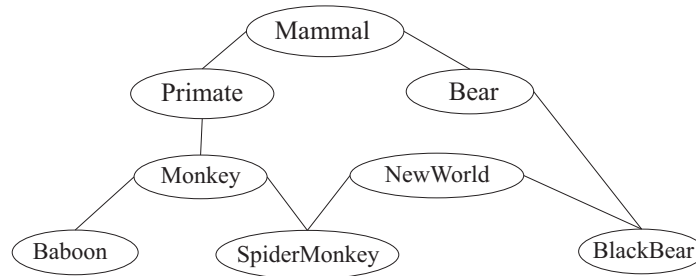 Mammal
Primate
Bear
Monkey
NewWorld
Baboon
SpiderMonkey
BlackBear